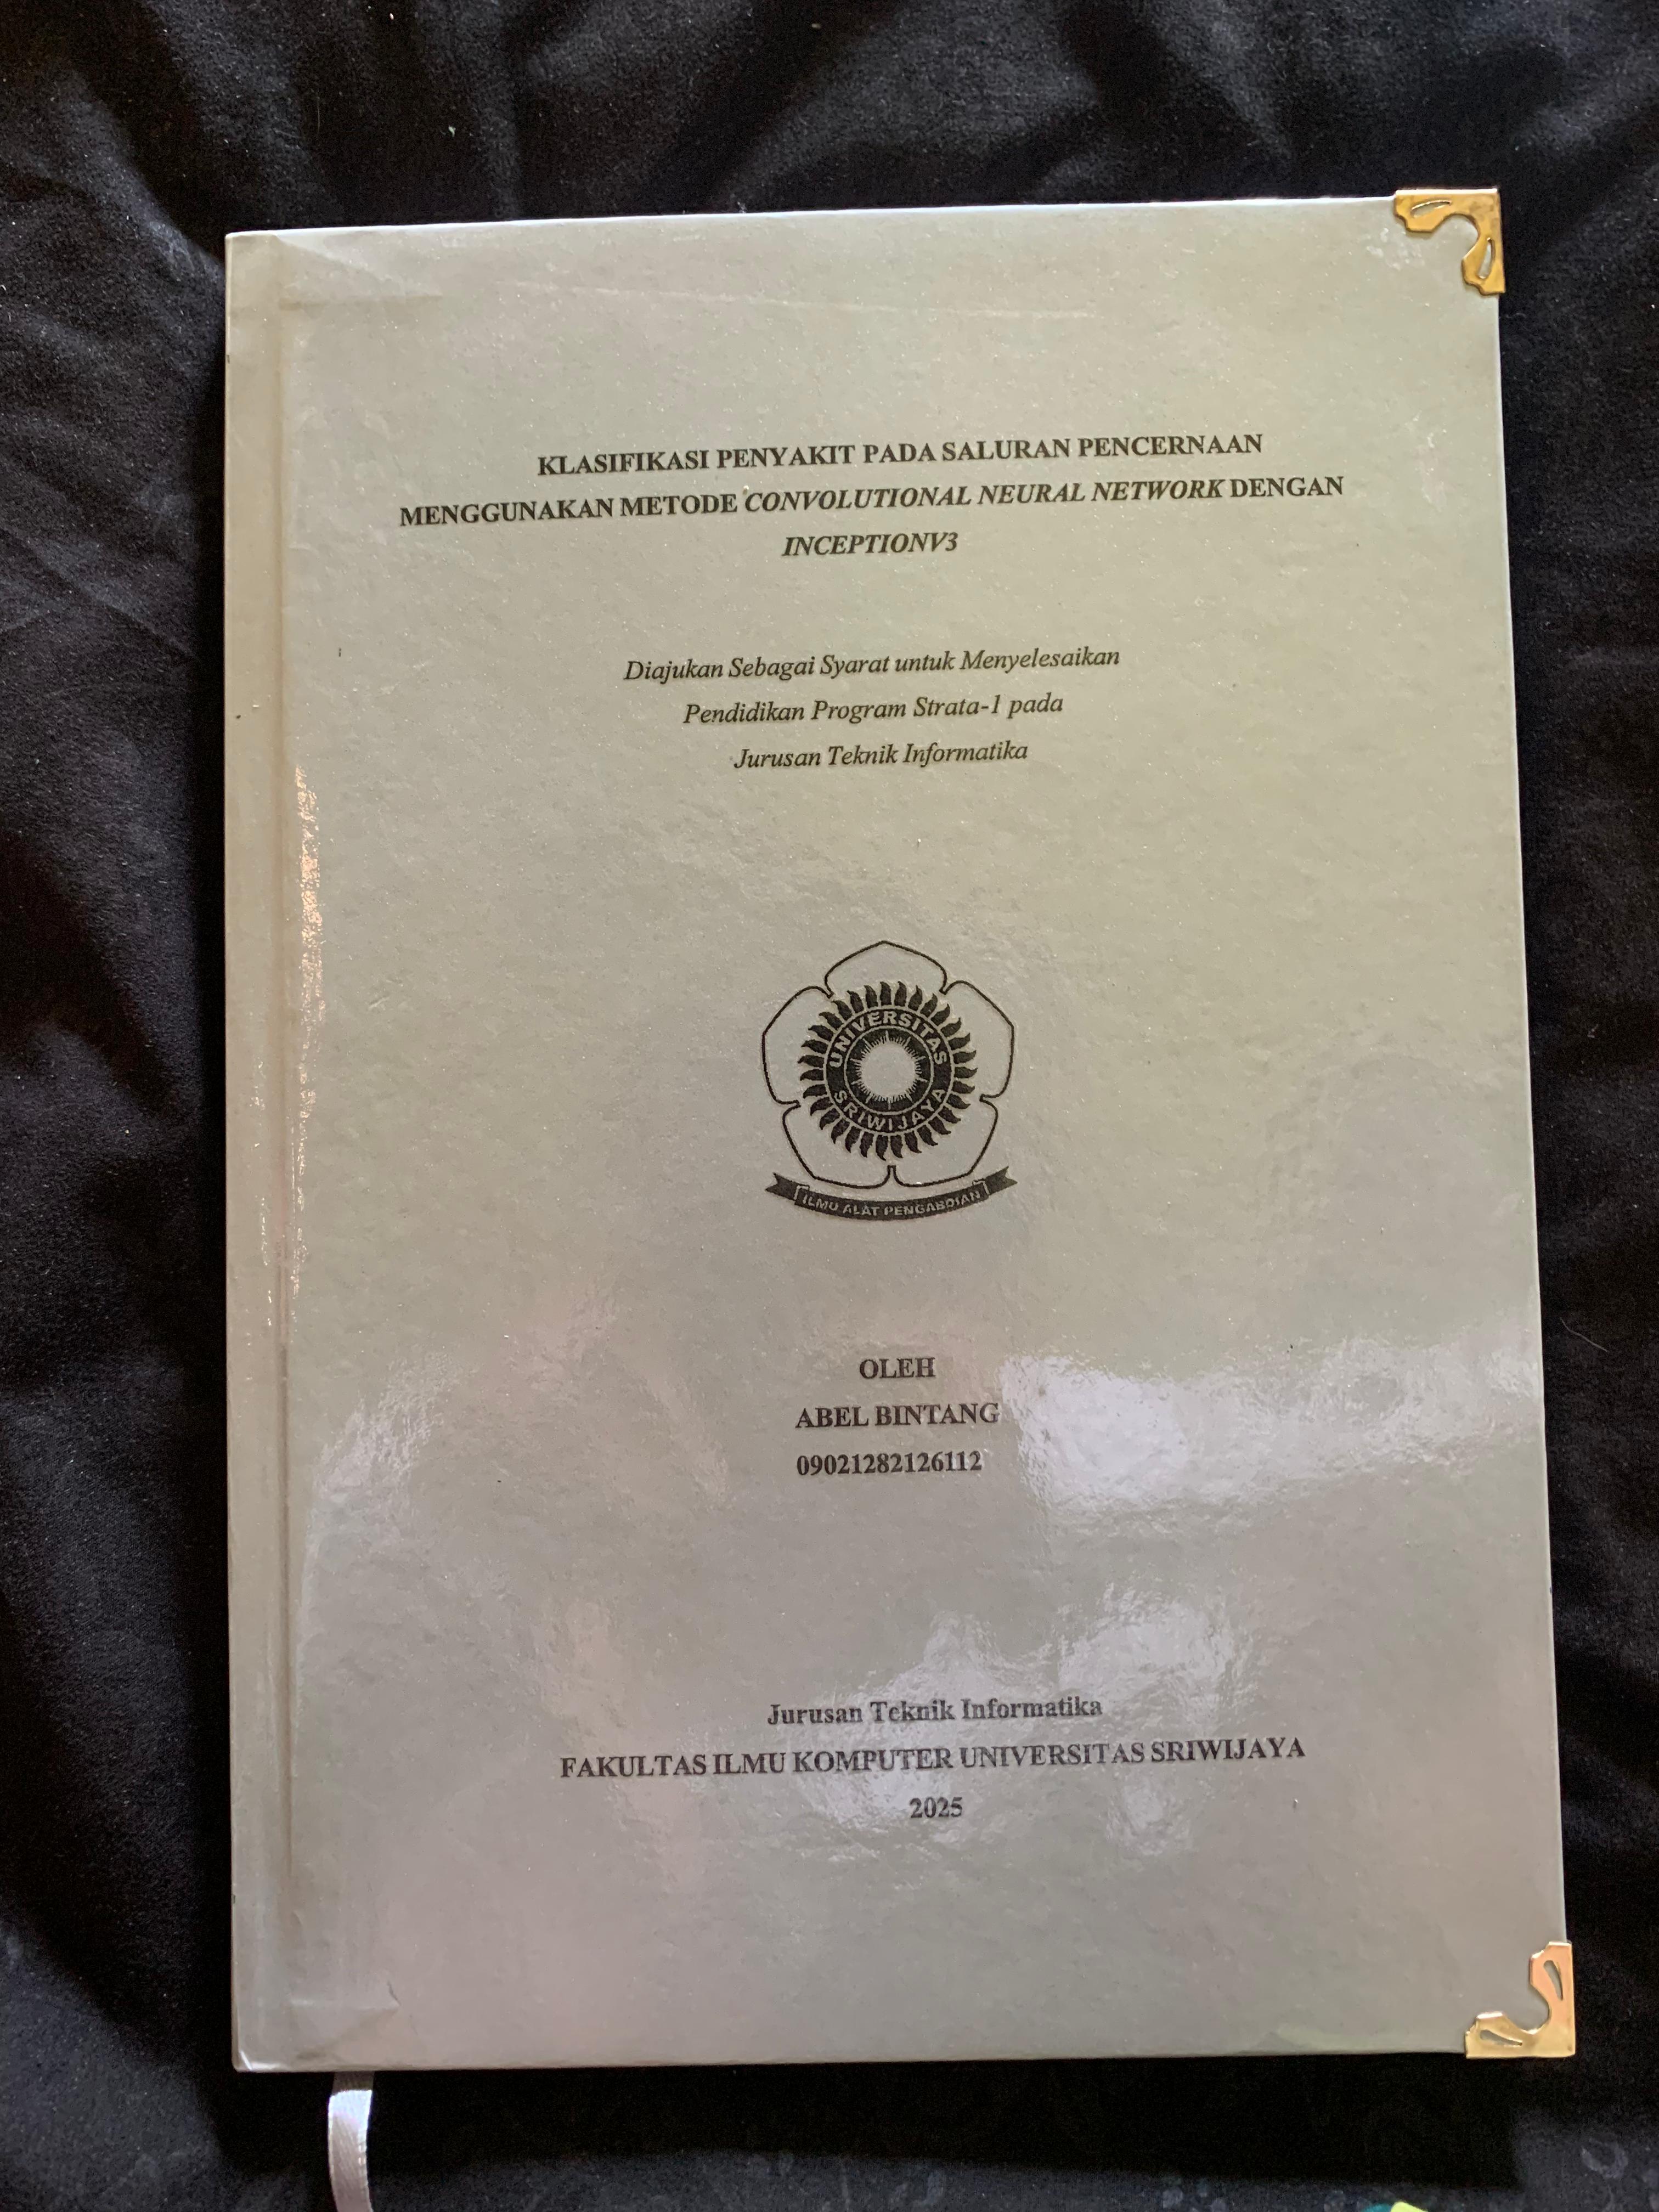 KLASIFIKASI PENYAKIT PADA SALURAN PENCERNAAN
MENGGUNAKAN METODE CONVOLUTIONAL NEURAL NETWORK DENGAN
INCEPTIONV3
Diajukan Sebagai Syarat untuk Menyelesaikan
Pendidikan Program Strata-1 pada
Jurusan Teknik Informatika
UNIVERSITAS
SRIWIJAYA
ILMU ALAT PENGABDIAN
OLEH
ABEL BINTANG
09021282126112
Jurusan Teknik Informatika
FAKULTAS ILMU KOMPUTER UNIVERSITAS SRIWIJAYA
2025